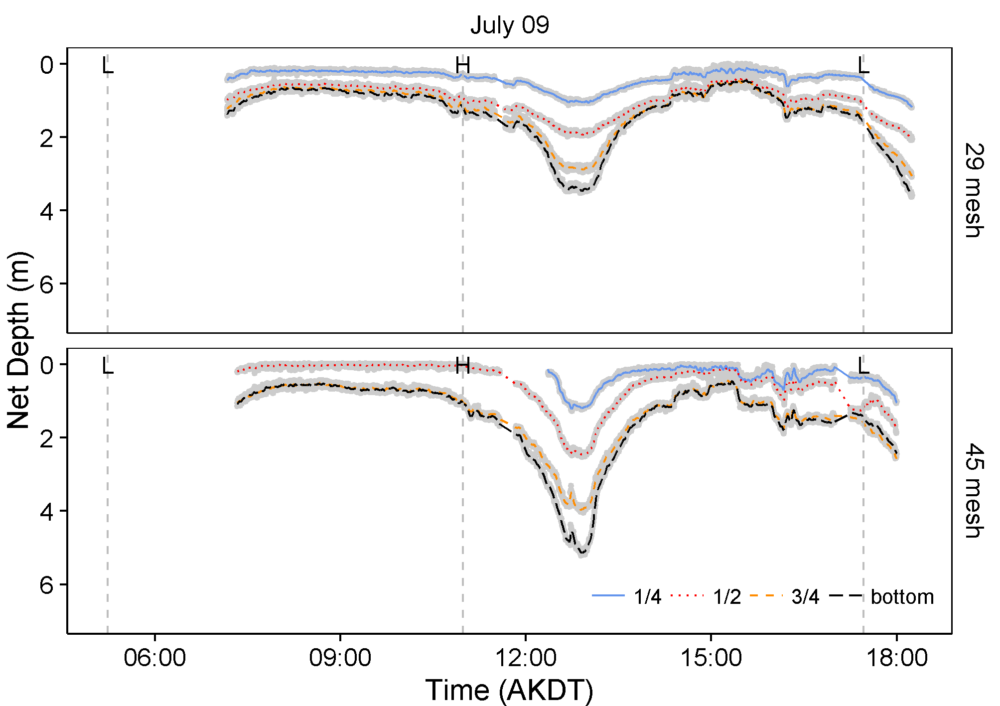 July 09
L H L
0
2
4
6
29 mesh
L H L
0
2
4
6
45 mesh
Net Depth (m)
1/4 1/2 3/4 bottom
06:00 09:00 12:00 15:00 18:00
Time (AKDT)